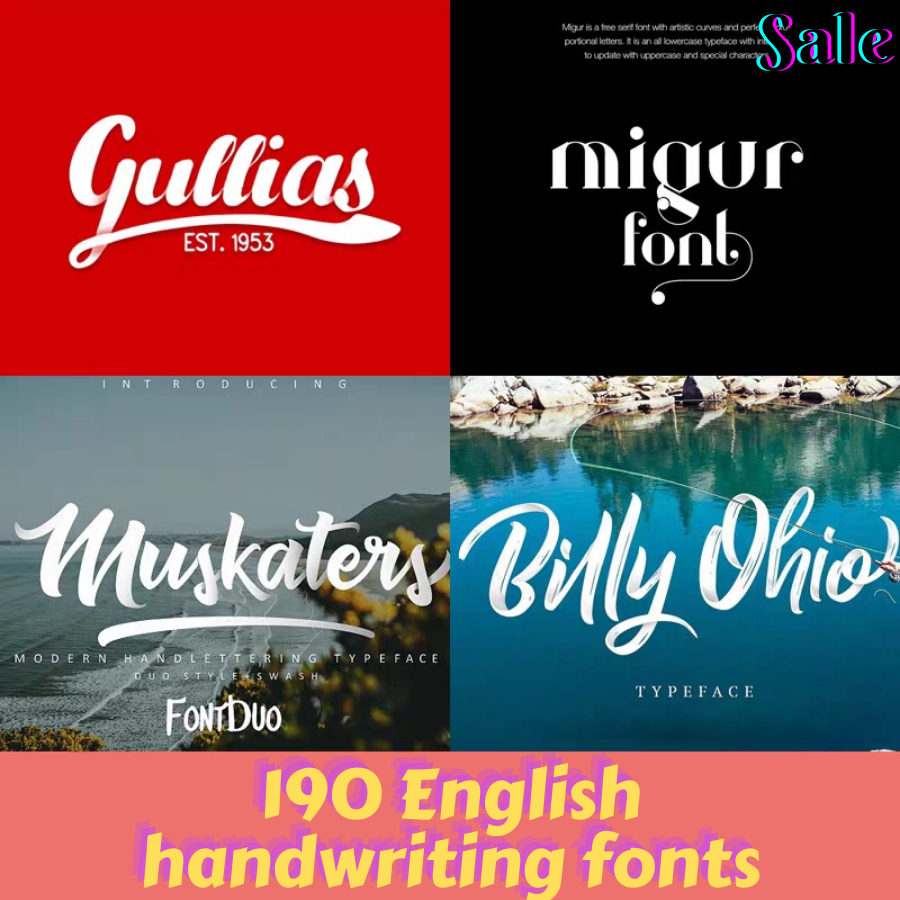 Gullias
EST. 1953
Migur is a free serif font with artistic curves and
portional letters. It is an all lowercase typeface with
to update with uppercase and special characters
Salle
migur
font
INTRODUCING
Muskaters
MODERN HANDLETTERING TYPEFACE
DUO STYLE+SWASH
FONTDUO
Billy Ohio
TYPEFACE
190 English
handwriting fonts